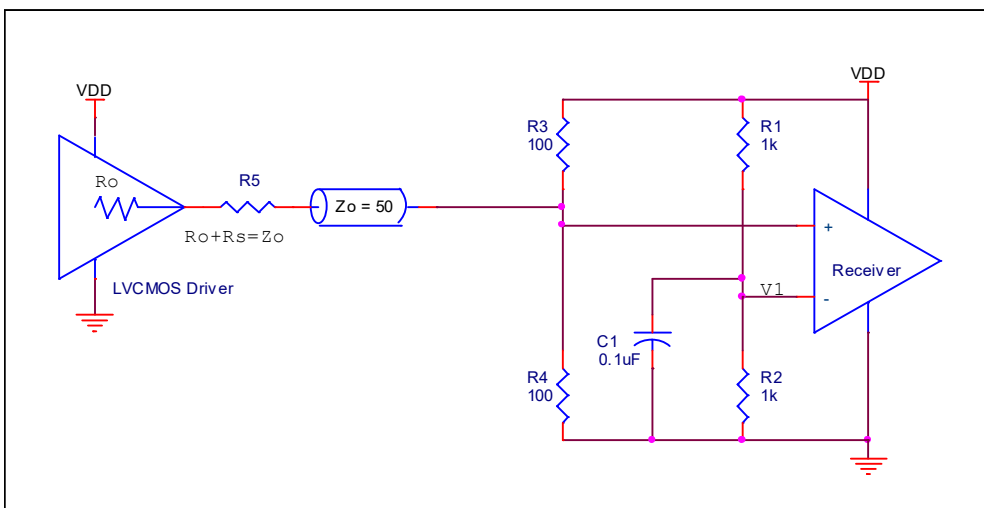 VDD
VDD
R3
100
R1
1k
Ro
R5
Zo = 50
Ro+Rs=Zo
+
Receiver
V1
-
LVCMOS Driver
C1
0.1uF
R4
100
R2
1k